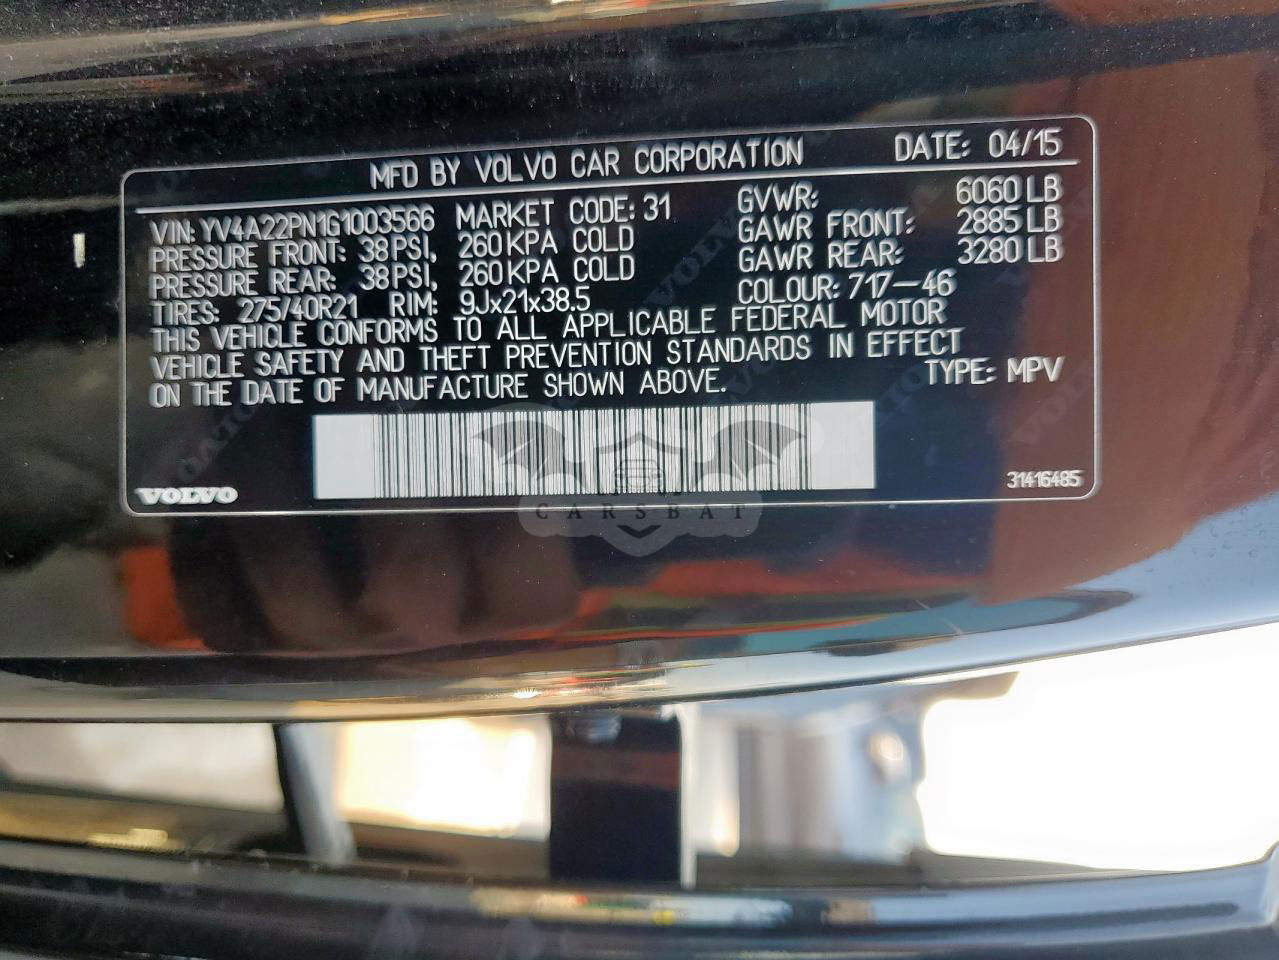 MFD BY VOLVO CAR CORPORATION DATE: 04/15
VIN: YV4A22PN1G1003566 MARKET CODE: 31 GVWR: 6060 LB
PRESSURE FRONT: 38 PSI, 260 KPA COLD GAWR FRONT: 2885 LB
PRESSURE REAR: 38 PSI, 260 KPA COLD GAWR REAR: 3280 LB
TIRES: 275/40R21 RIM: 9Jx21x38.5 COLOUR: 717-46
THIS VEHICLE CONFORMS TO ALL APPLICABLE FEDERAL MOTOR
VEHICLE SAFETY AND THEFT PREVENTION STANDARDS IN EFFECT
ON THE DATE OF MANUFACTURE SHOWN ABOVE. TYPE: MPV
VOLVO 31416485
CARSBAT